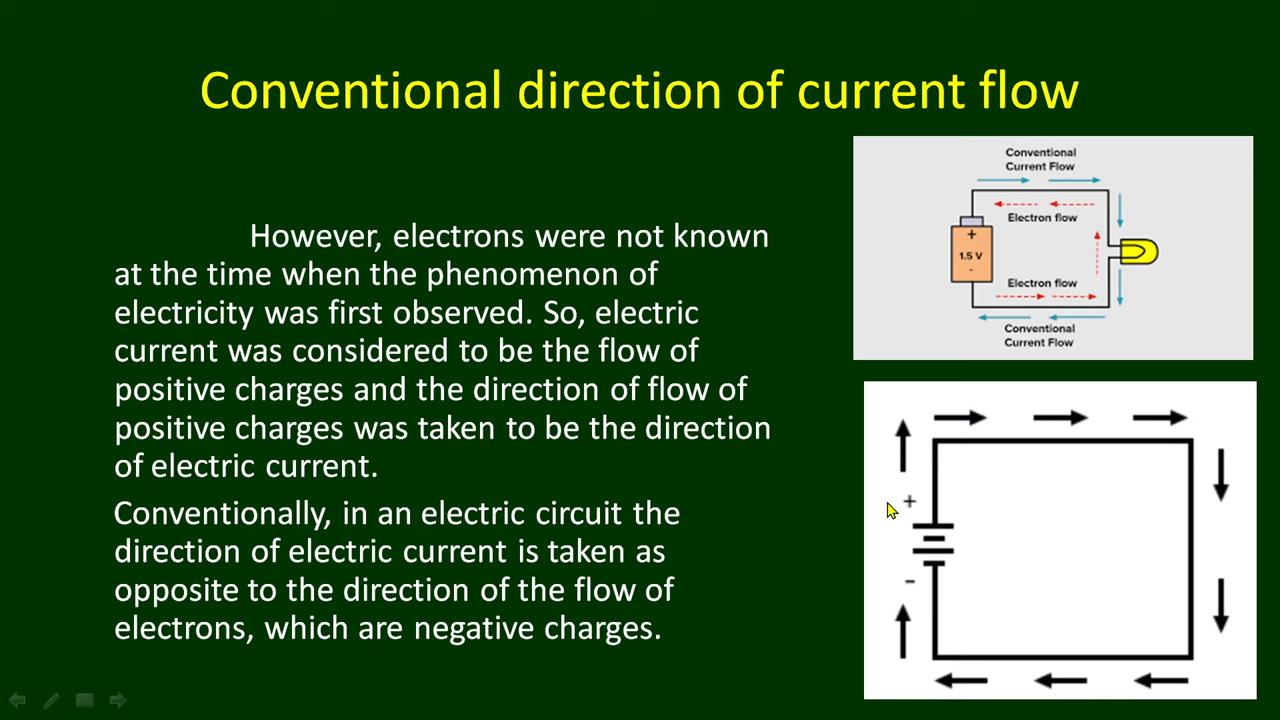 Conventional direction of current flow
However, electrons were not known
at the time when the phenomenon of
electricity was first observed. So, electric
current was considered to be the flow of
positive charges and the direction of flow of
positive charges was taken to be the direction
of electric current.
Conventionally, in an electric circuit the
direction of electric current is taken as
opposite to the direction of the flow of
electrons, which are negative charges.
Conventional
Current Flow
Electron flow
+
1.5 V
-
Electron flow
Conventional
Current Flow
+
-